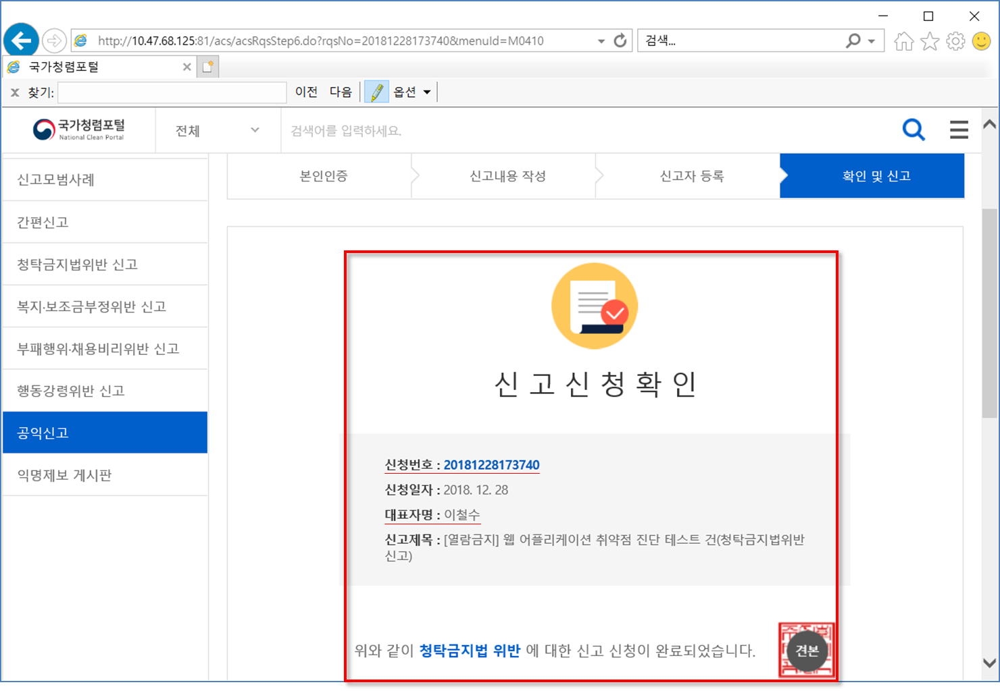 http://10.47.68.125:81/acs/acsRqsStep6.do?rqsNo=20181228173740&menuId=M0410
검색...
국가청렴포털
x 찾기:
이전 다음
옵션
국가청렴포털
National Clean Portal
전체
검색어를 입력하세요.
신고모범사례
간편신고
청탁금지법위반 신고
복지·보조금부정위반 신고
부패행위·채용비리위반 신고
행동강령위반 신고
공익신고
익명제보 게시판
본인인증
신고내용 작성
신고자 등록
확인 및 신고
신고신청확인
신청번호 : 20181228173740
신청일자 : 2018. 12. 28
대표자명 : 이철수
신고제목 : [열람금지] 웹 어플리케이션 취약점 진단 테스트 건(청탁금지법위반
신고)
위와 같이 청탁금지법 위반 에 대한 신고 신청이 완료되었습니다.
견본